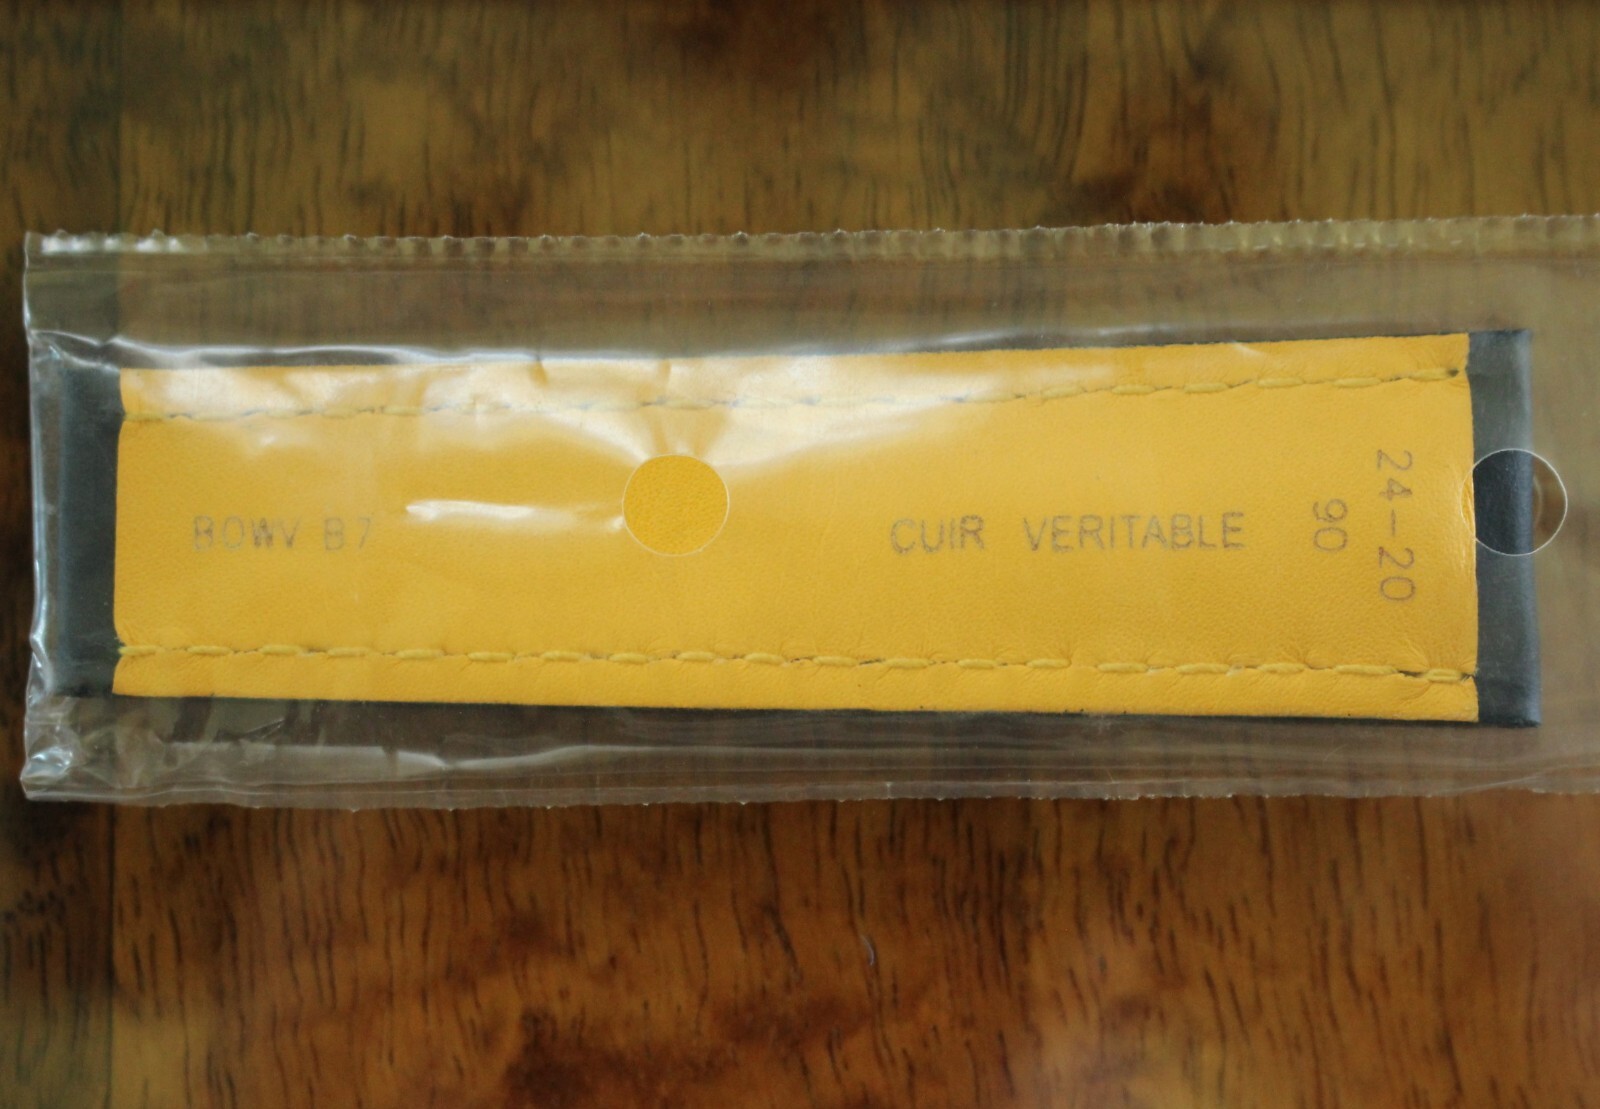 BOWV B7
CUIR VERITABLE
90
24-20